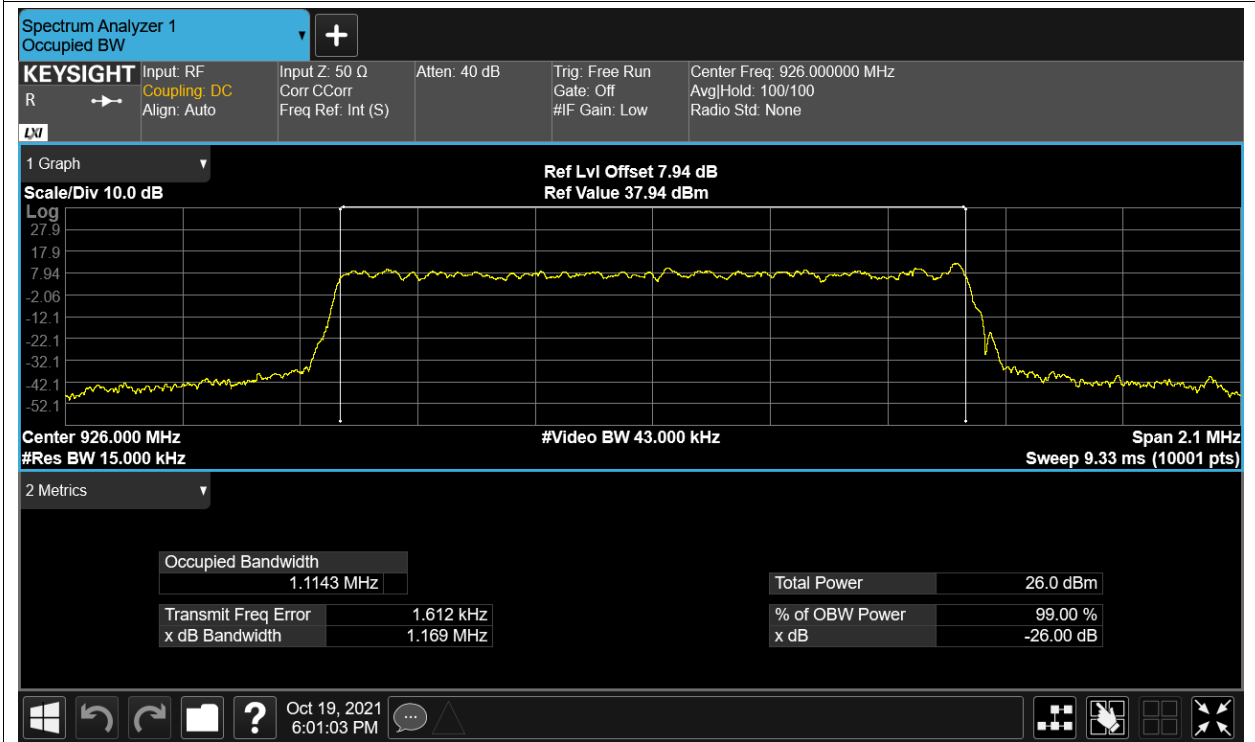 Spectrum Analyzer 1
Occupied BW
+
KEYSIGHT
R
LXI
Input: RF
Coupling: DC
Align: Auto
Input Z: 50 Ω
Corr CCorr
Freq Ref: Int (S)
Atten: 40 dB
Trig: Free Run
Gate: Off
#IF Gain: Low
Center Freq: 926.000000 MHz
Avg|Hold: 100/100
Radio Std: None
1 Graph
Scale/Div 10.0 dB
Ref Lvl Offset 7.94 dB
Ref Value 37.94 dBm
Log
27.9
17.9
7.94
-2.06
-12.1
-22.1
-32.1
-42.1
-52.1
Center 926.000 MHz
#Video BW 43.000 kHz
Span 2.1 MHz
#Res BW 15.000 kHz
Sweep 9.33 ms (10001 pts)
2 Metrics
Occupied Bandwidth
1.1143 MHz
Total Power 26.0 dBm
Transmit Freq Error 1.612 kHz
% of OBW Power 99.00 %
x dB Bandwidth 1.169 MHz
x dB -26.00 dB
?
Oct 19, 2021
6:01:03 PM